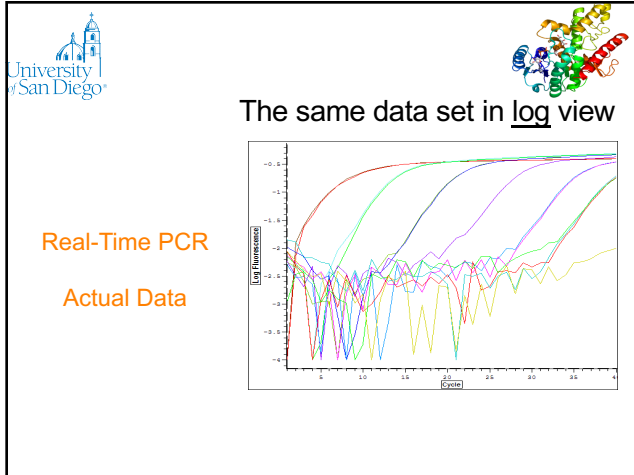 University
of San Diego®
The same data set in log view
Real-Time PCR
Actual Data
Log Fluorescence
-0.5
-1
-1.5
-2
-2.5
-3
-3.5
-4
5
10
15
20
25
30
35
Cycle